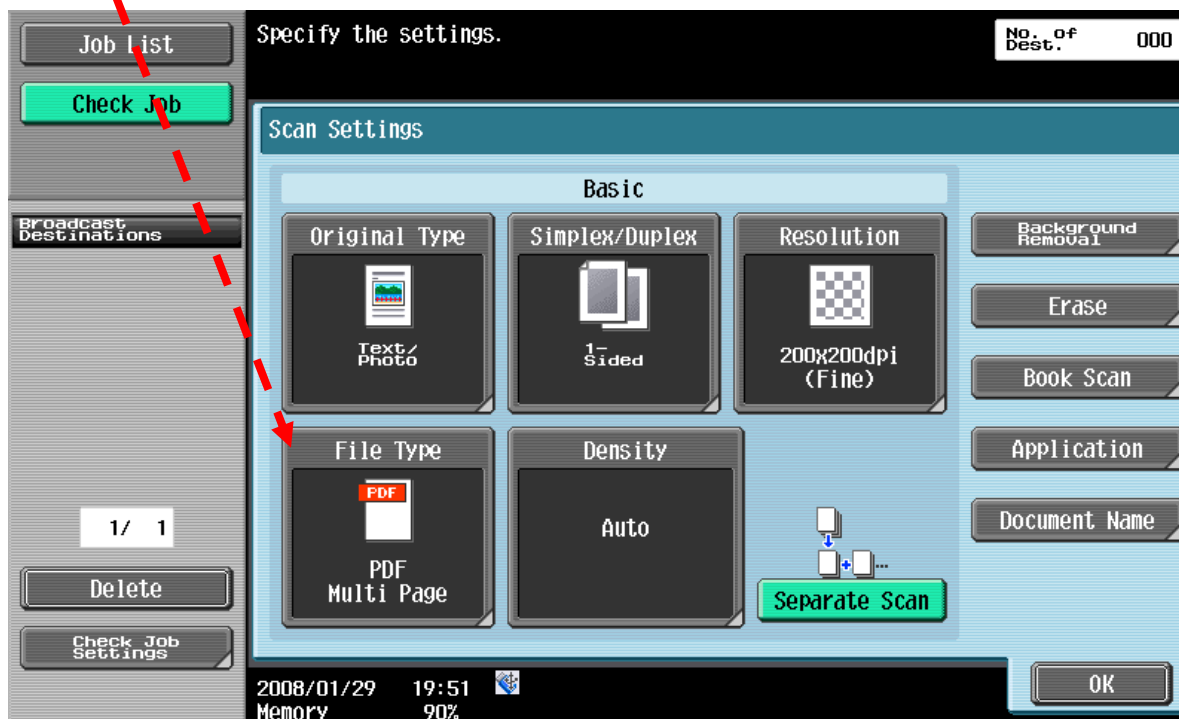 Job List
Check Job
Broadcast
Destinations
1/ 1
Delete
Check Job
Settings
Specify the settings.
No. of
Dest. 000
Scan Settings
Basic
Original Type
Text/
Photo
Simplex/Duplex
1-
Sided
Resolution
200x200dpi
(Fine)
File Type
PDF
PDF
Multi Page
Density
Auto
Separate Scan
Background
Removal
Erase
Book Scan
Application
Document Name
2008/01/29 19:51
Memory 90%
OK